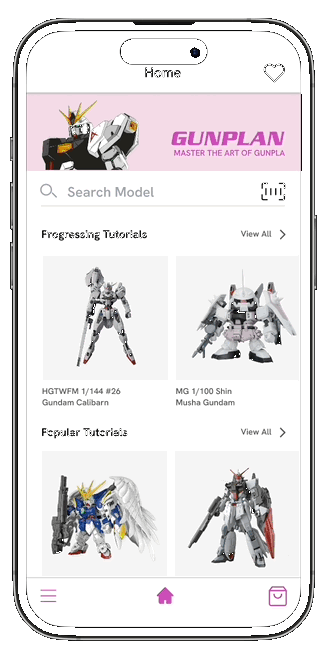 Home
GUNPLAN
MASTER THE ART OF GUNPLA
Search Model
Progressing Tutorials
View All
HGTWFM 1/144 #26
Gundam Calibarn
MG 1/100 Shin
Musha Gundam
Populer Tutorials
View All